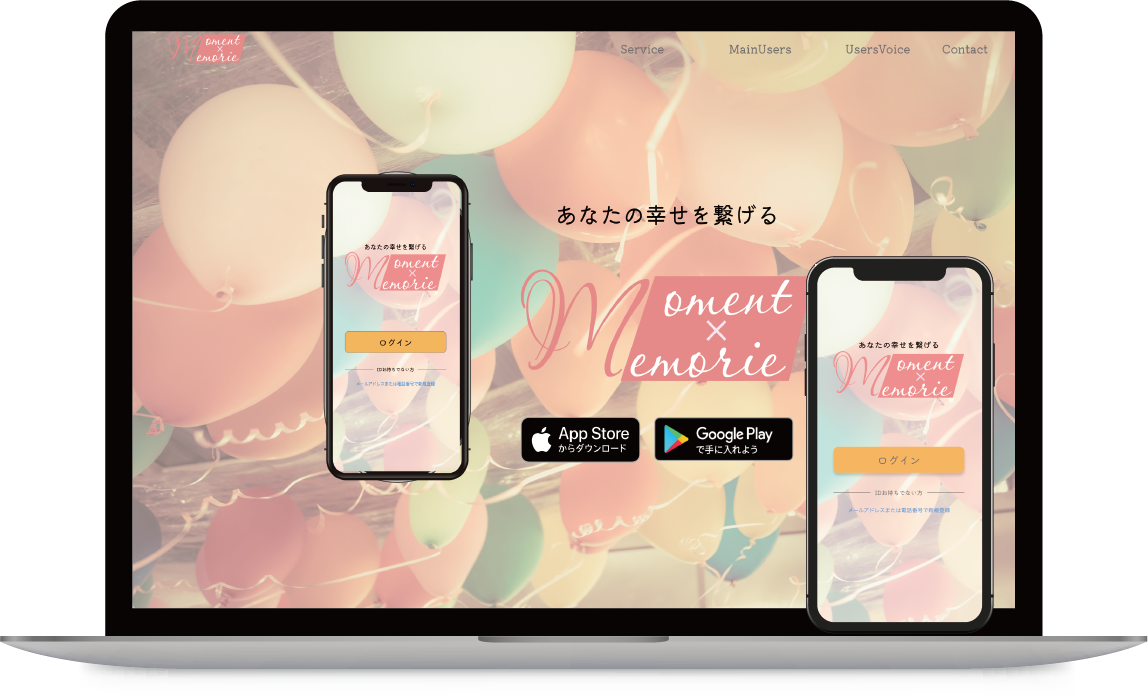 Moment
×
Memorie
Service
MainUsers
UsersVoice
Contact
あなたの幸せを繋げる
Moment
×
Memorie
App Store
からダウンロード
Google Play
で手に入れよう
あなたの幸せを繋げる
Moment
×
Memorie
ログイン
IDお持ちでない方
メールアドレスまたは電話番号で新規登録
あなたの幸せを繋げる
Moment
×
Memorie
ログイン
IDお持ちでない方
メールアドレスまたは電話番号で新規登録